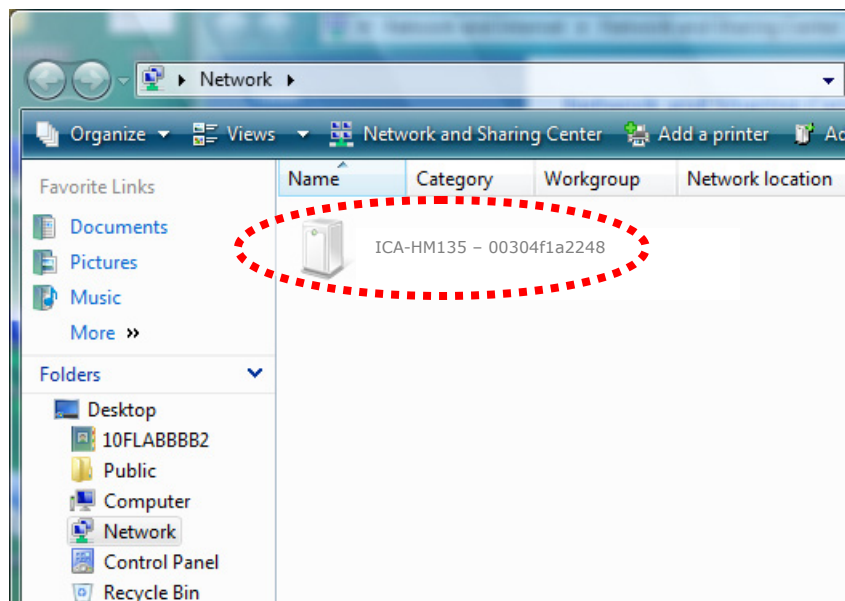 Network
Organize Views Network and Sharing Center Add a printer Ad
Name Category Workgroup Network location
Favorite Links
Documents
Pictures
Music
More »
ICA-HM135 – 00304f1a2248
Folders
Desktop
10FLABBBB2
Public
Computer
Network
Control Panel
Recycle Bin